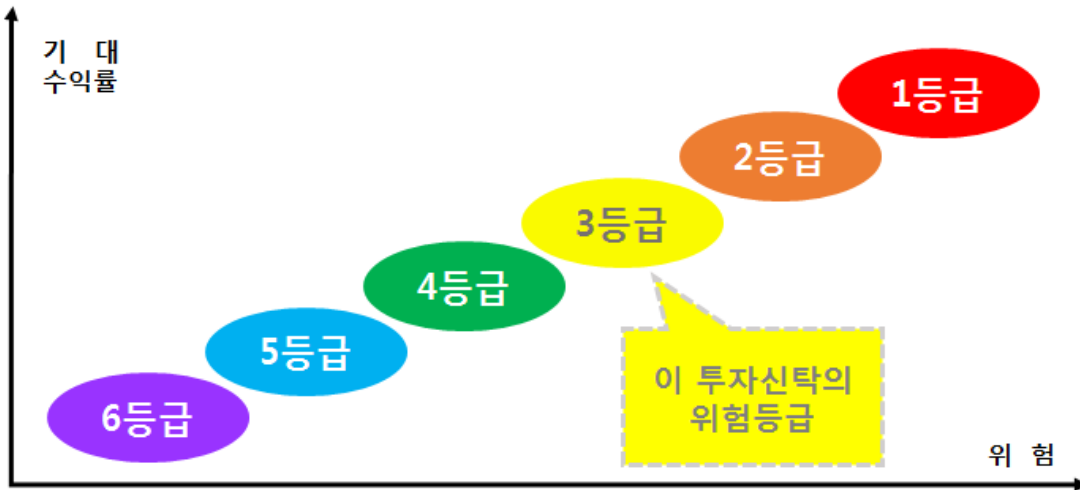 기 대
수익률
1등급
2등급
3등급
4등급
5등급
6등급
이 투자신탁의
위험등급
위 험